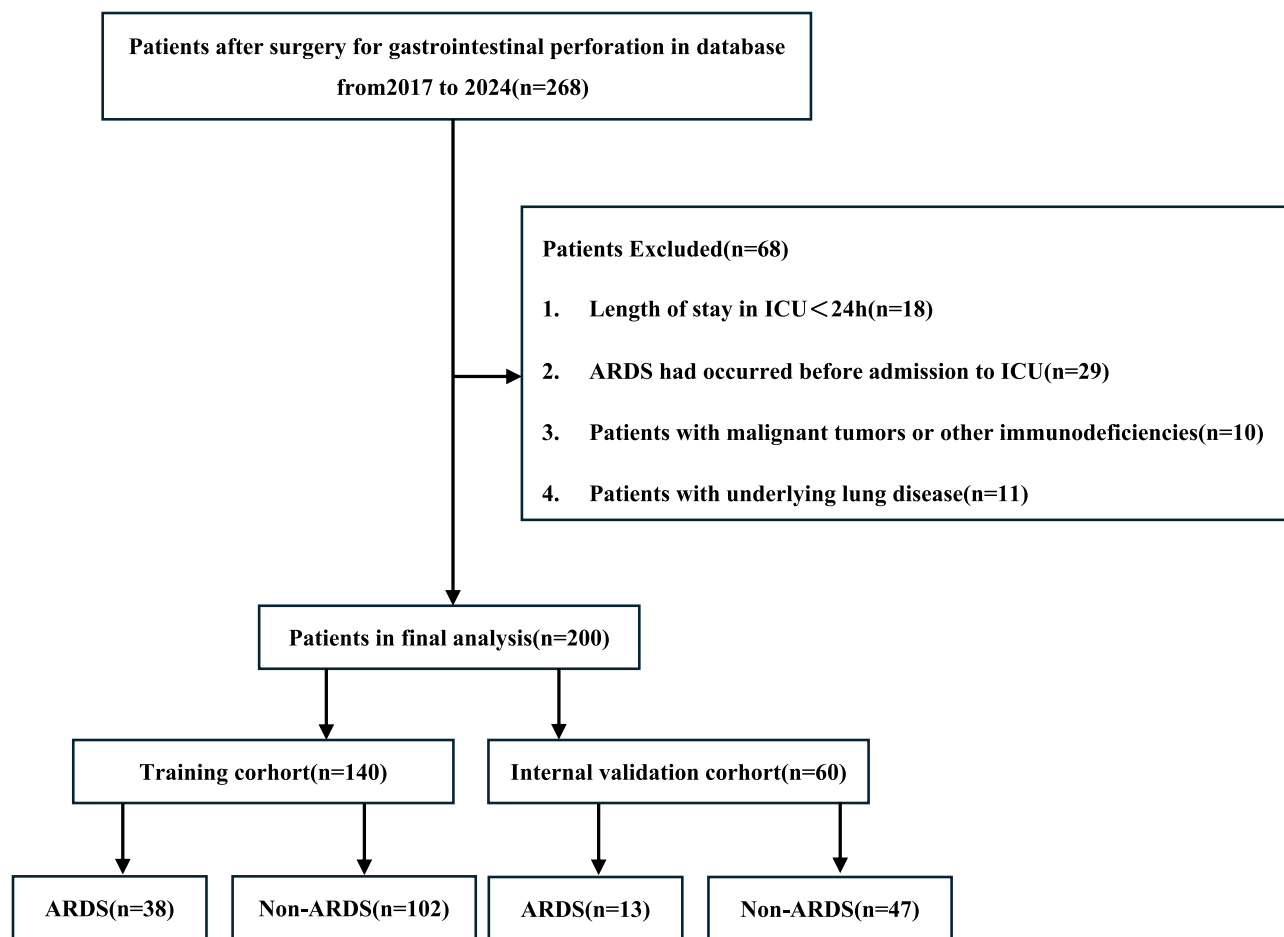 Patients after surgery for gastrointestinal perforation in database
from2017 to 2024(n=268)
Patients Excluded(n=68)
1. Length of stay in ICU＜24h(n=18)
2. ARDS had occurred before admission to ICU(n=29)
3. Patients with malignant tumors or other immunodeficiencies(n=10)
4. Patients with underlying lung disease(n=11)
Patients in final analysis(n=200)
Training corhort(n=140)
Internal validation corhort(n=60)
ARDS(n=38)
Non-ARDS(n=102)
ARDS(n=13)
Non-ARDS(n=47)